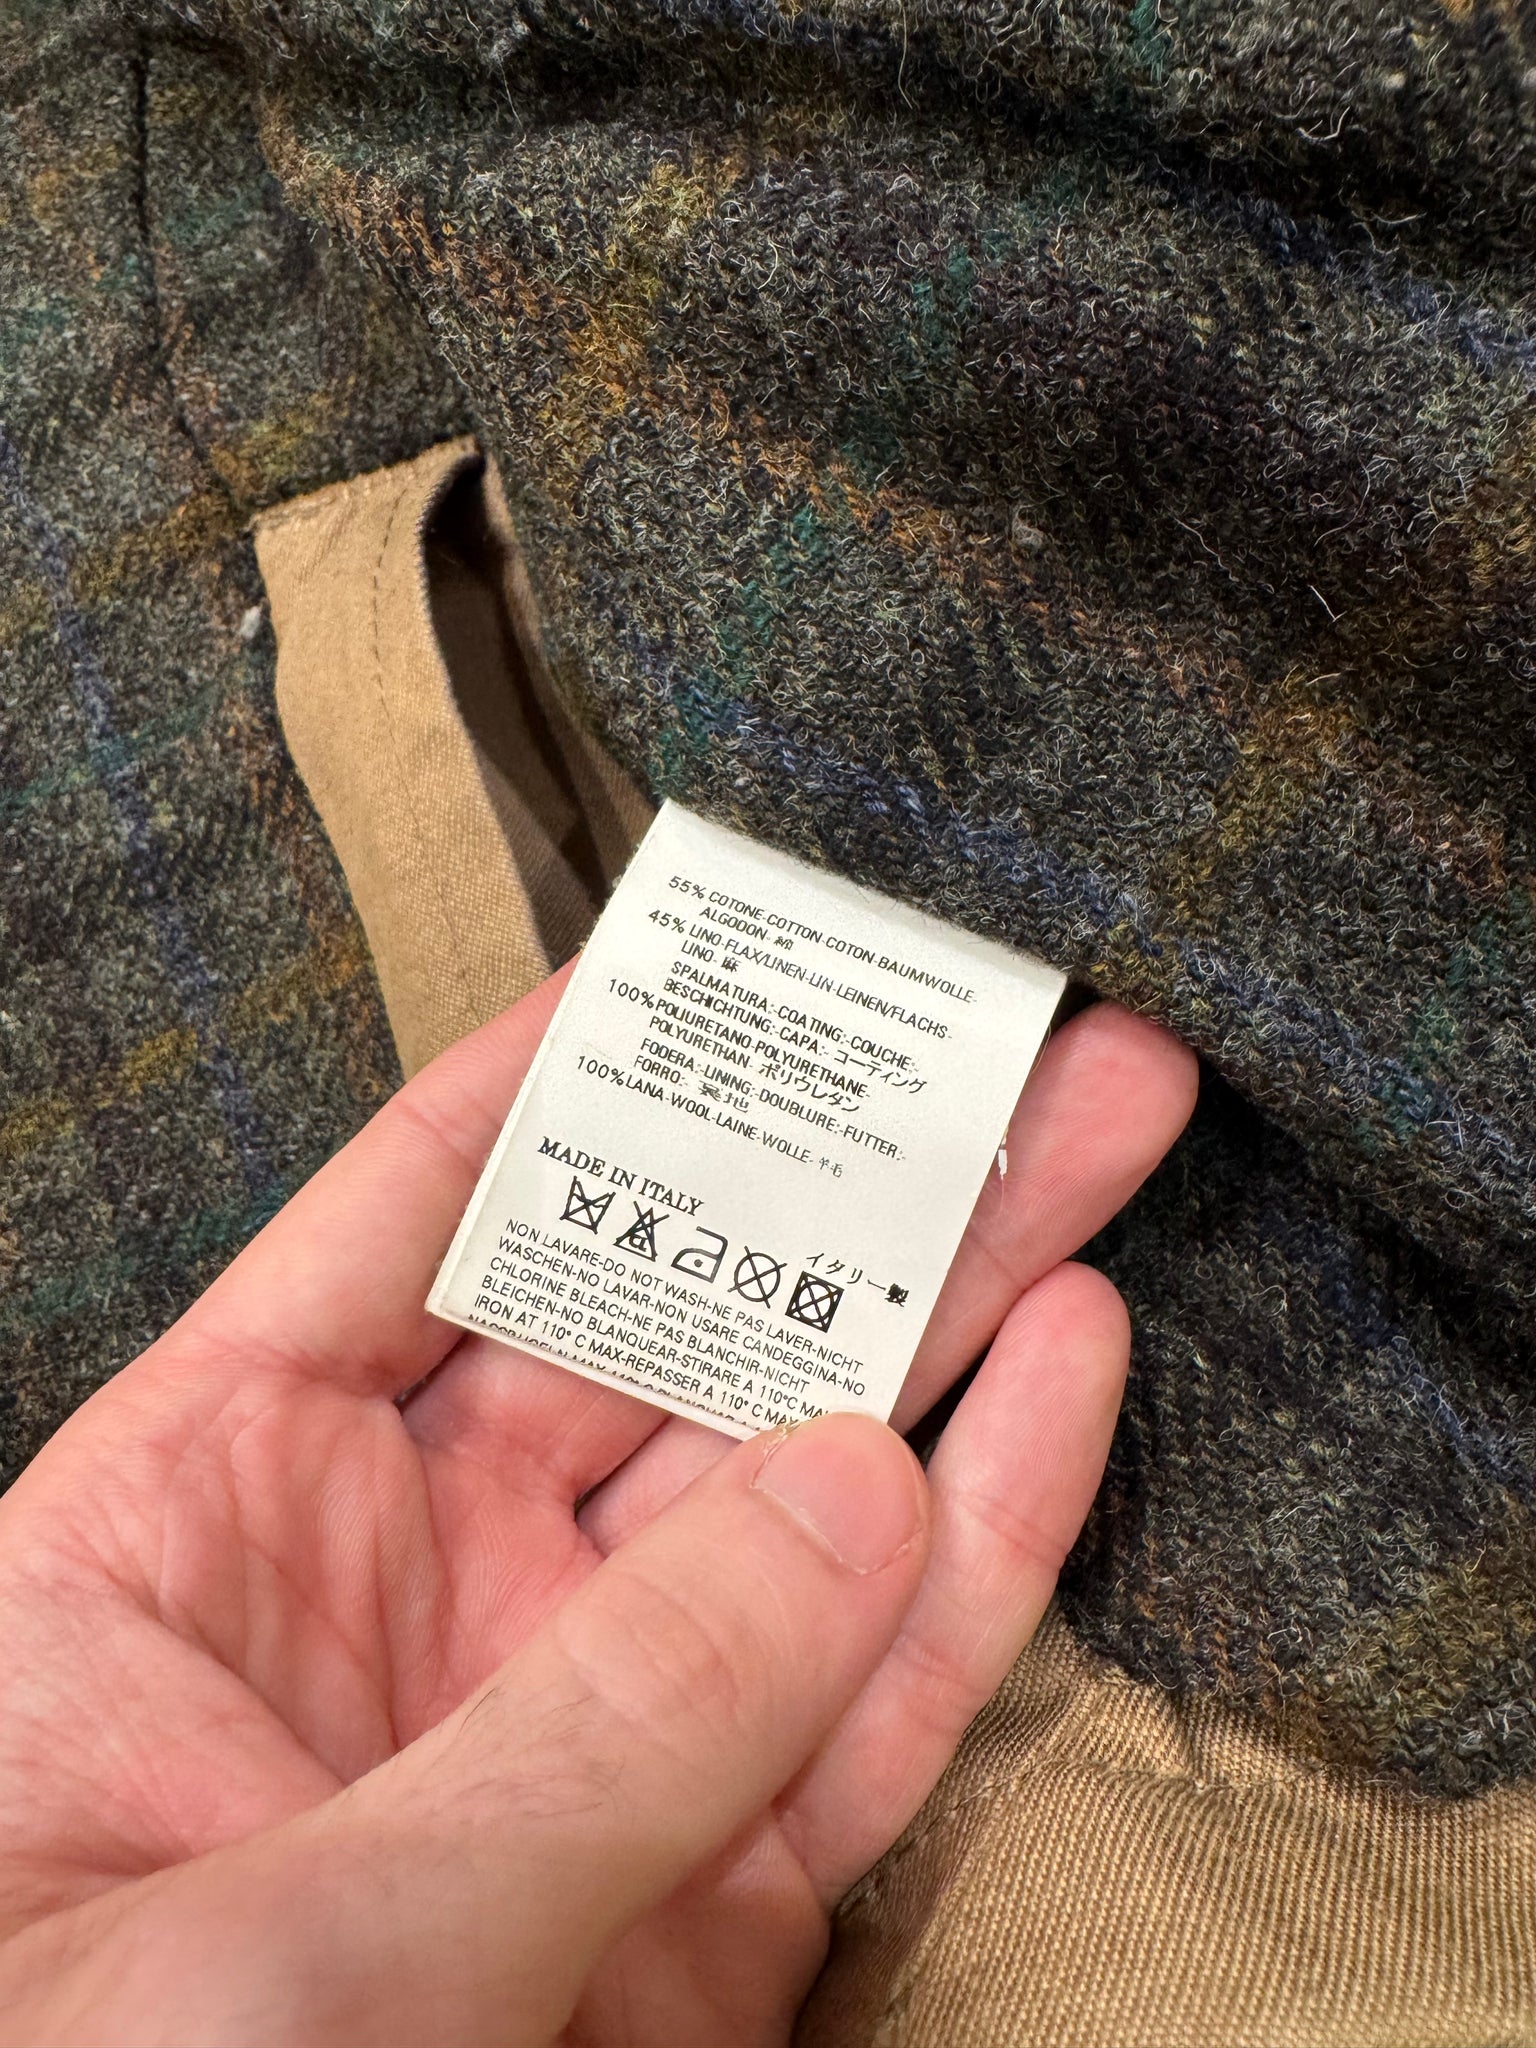 55% COTONE-COTTON-COTON-BAUMWOLLE-
ALGODON- 綿
45% LINO-FLAX/LINEN-LIN-LEINEN/FLACHS-
LINO- 麻
SPALMATURA:-COATING:-COUCHE:-
BESCHICHTUNG:-CAPA:- コーティング
100%POLIURETANO-POLYURETHANE-
POLYURETHAN- ポリウレタン
FODERA:-LINING:-DOUBLURE:-FUTTER:-
FORRO:- 裏地
100%LANA-WOOL-LAINE-WOLLE- 羊毛
MADE IN ITALY
イタリー製
CL
NON LAVARE-DO NOT WASH-NE PAS LAVER-NICHT
WASCHEN-NO LAVAR-NON USARE CANDEGGINA-NO
CHLORINE BLEACH-NE PAS BLANCHIR-NICHT
BLEICHEN-NO BLANQUEAR-STIRARE A 110°C MAX
IRON AT 110° C MAX-REPASSER A 110° C MAX